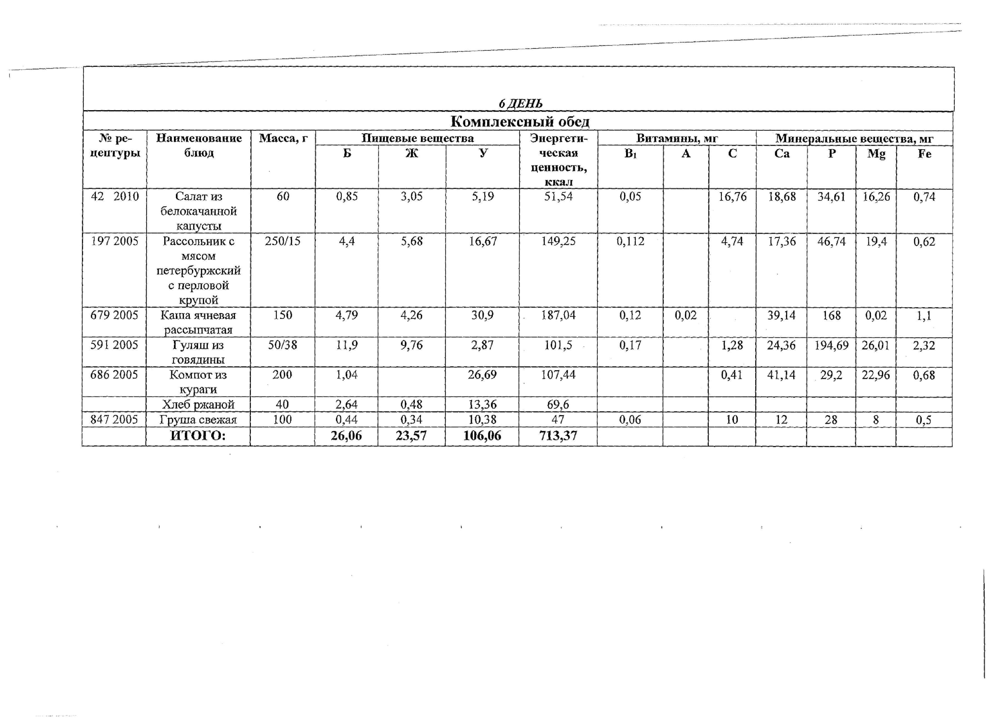 6 ДЕНЬ
Комплексный обед
№ ре- Наименование Масса, г Пищевые вещества Энергети- Витамины, мг Минеральные вещества, мг
цептуры блюд Б Ж У ческая B1 A C Ca P Mg Fe
ценность,
ккал
42 2010 Салат из 60 0,85 3,05 5,19 51,54 0,05 16,76 18,68 34,61 16,26 0,74
белокачанной
капусты
197 2005 Рассольник с 250/15 4,4 5,68 16,67 149,25 0,112 4,74 17,36 46,74 19,4 0,62
мясом
петербуржский
с перловой
крупой
679 2005 Каша ячневая 150 4,79 4,26 30,9 187,04 0,12 0,02 39,14 168 0,02 1,1
рассыпчатая
591 2005 Гуляш из 50/38 11,9 9,76 2,87 101,5 0,17 1,28 24,36 194,69 26,01 2,32
говядины
686 2005 Компот из 200 1,04 26,69 107,44 0,41 41,14 29,2 22,96 0,68
кураги
Хлеб ржаной 40 2,64 0,48 13,36 69,6
847 2005 Груша свежая 100 0,44 0,34 10,38 47 0,06 10 12 28 8 0,5
ИТОГО: 26,06 23,57 106,06 713,37